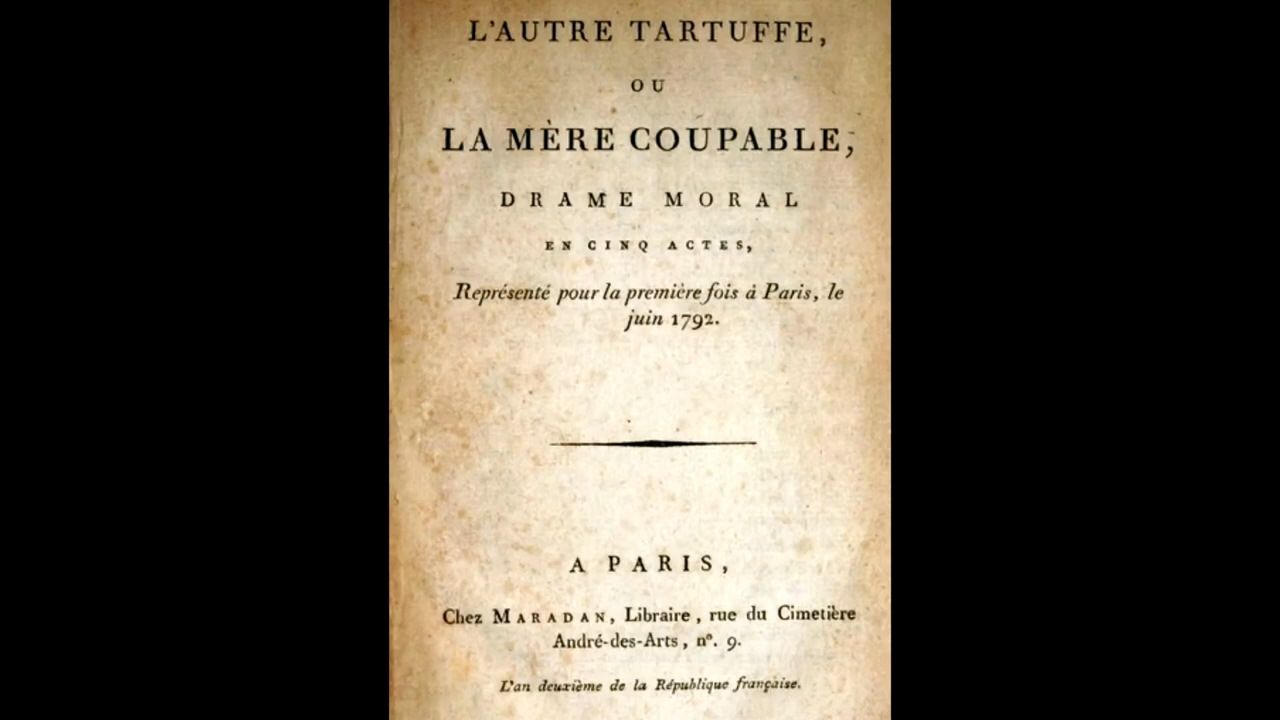 L'AUTRE TARTUFFE,
OU
LA MÈRE COUPABLE,
DRAME MORAL
EN CINQ ACTES,
Représenté pour la première fois à Paris, le
juin 1792.
A PARIS,
Chez MARADAN, Libraire, rue du Cimetière
André-des-Arts, nº. 9.
L'an deuxième de la République française.